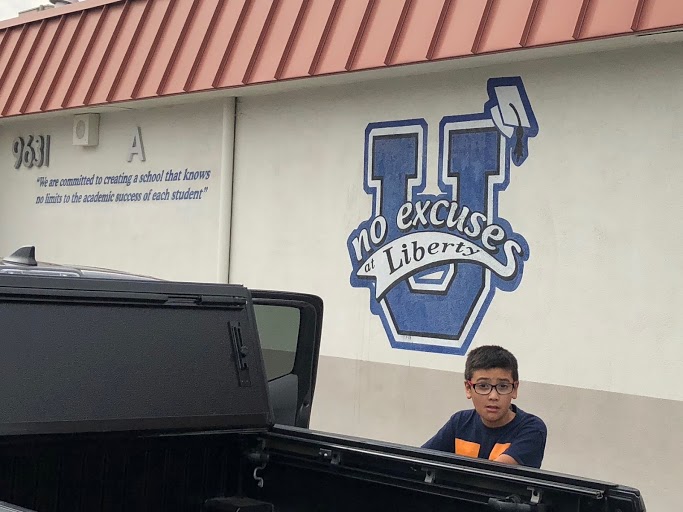 9681
A
"We are committed to creating a school that knows
no limits to the academic success of each student"
U
no excuses
at Liberty